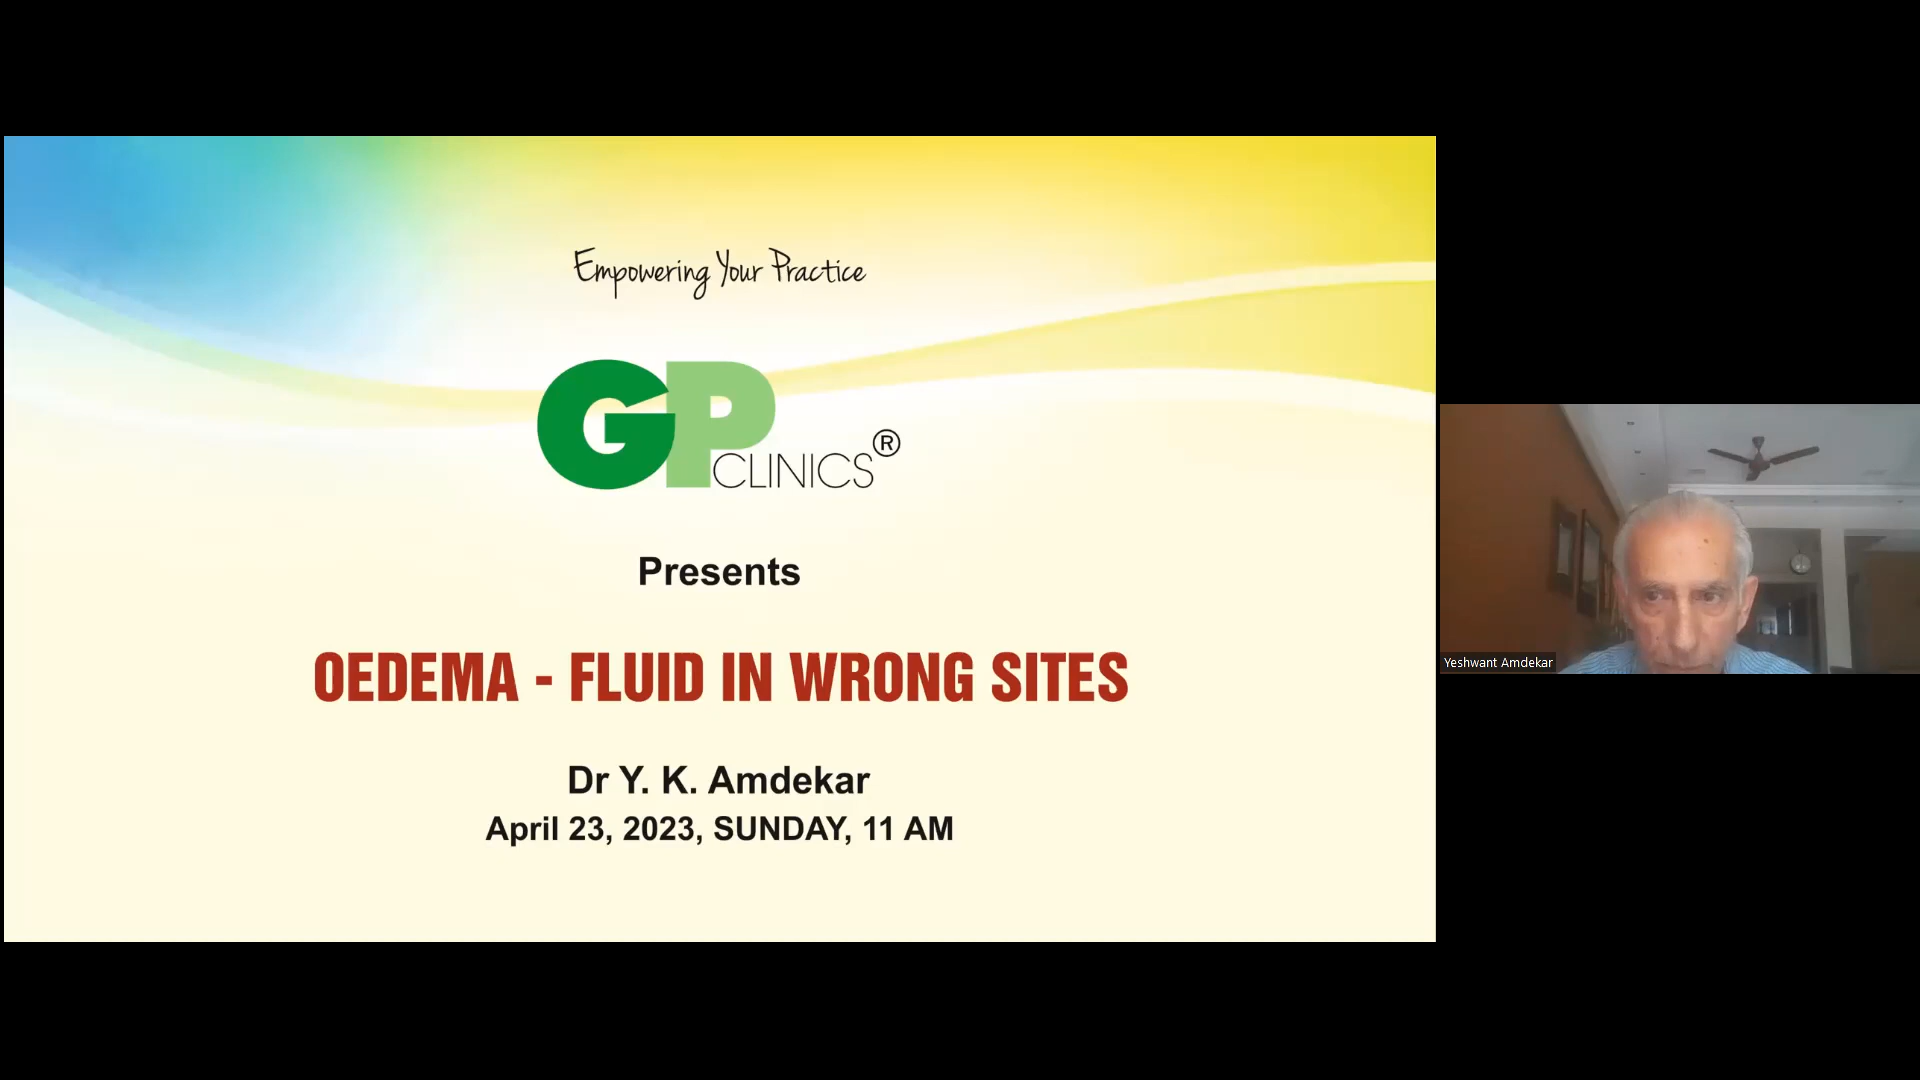 Empowering Your Practice
GP CLINICS®
Presents
OEDEMA - FLUID IN WRONG SITES
Dr Y. K. Amdekar
April 23, 2023, SUNDAY, 11 AM
Yeshwant Amdekar